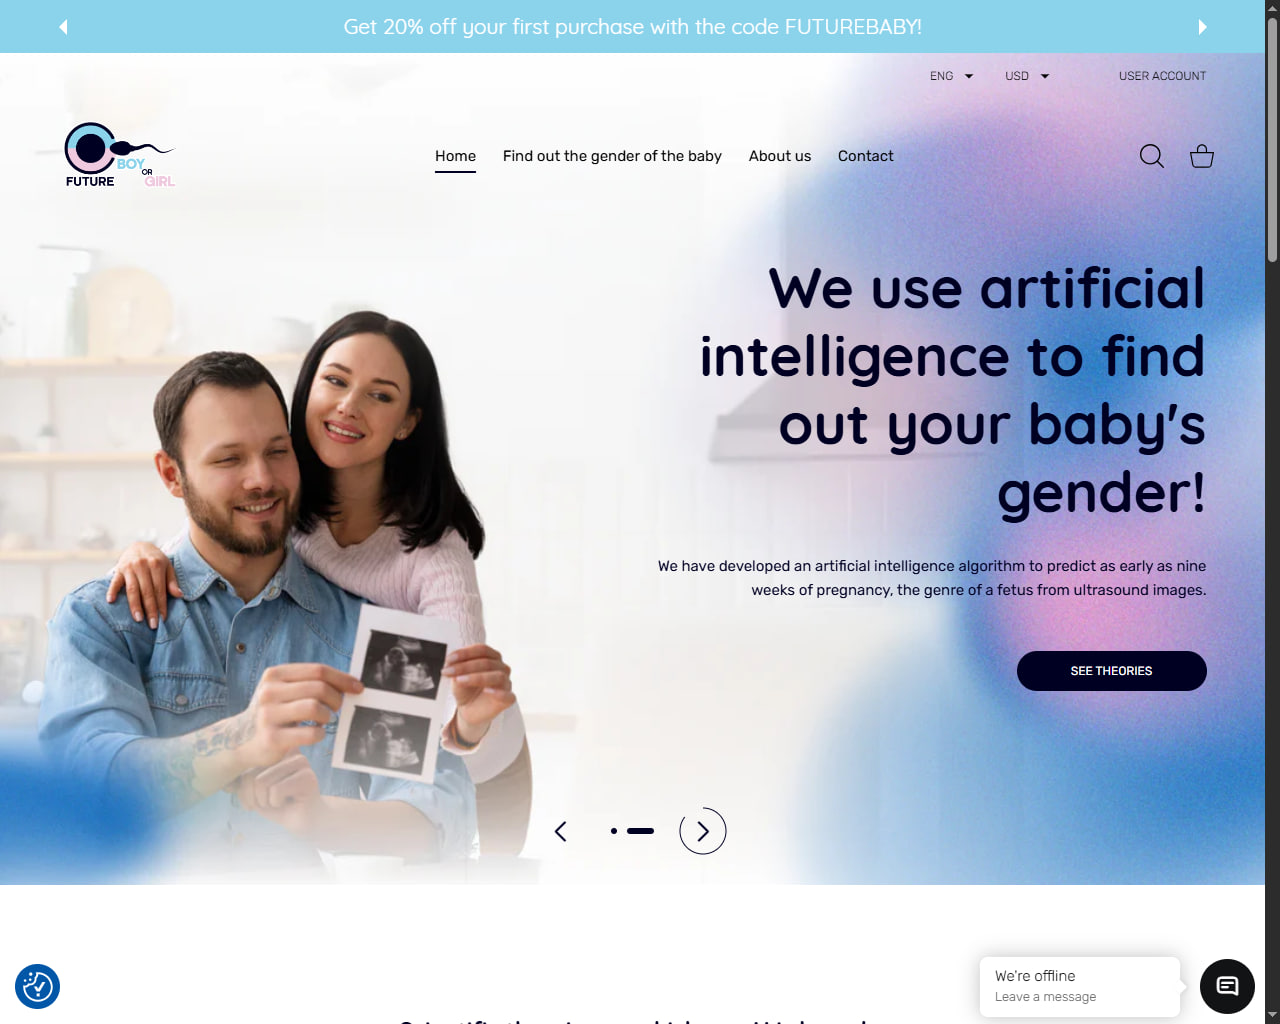 Get 20% off your first purchase with the code FUTUREBABY!
ENG
USD
USER ACCOUNT
BOY
OR
FUTURE GIRL
Home
Find out the gender of the baby
About us
Contact
We use artificial
intelligence to find
out your baby's
gender!
We have developed an artificial intelligence algorithm to predict as early as nine
weeks of pregnancy, the genre of a fetus from ultrasound images.
SEE THEORIES
We're offline
Leave a message